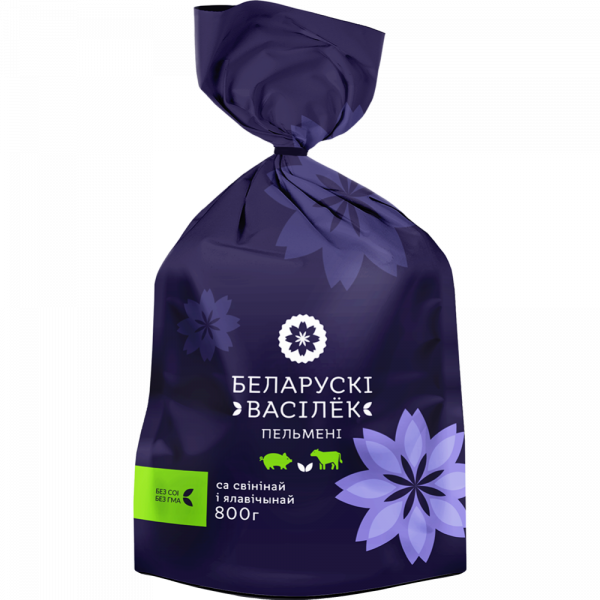 БЕЛАРУСКІ
ВАСІЛЁК
ПЕЛЬМЕНІ
БЕЗ СОІ
БЕЗ ГМА
са свінінай
і ялавічынай
800г